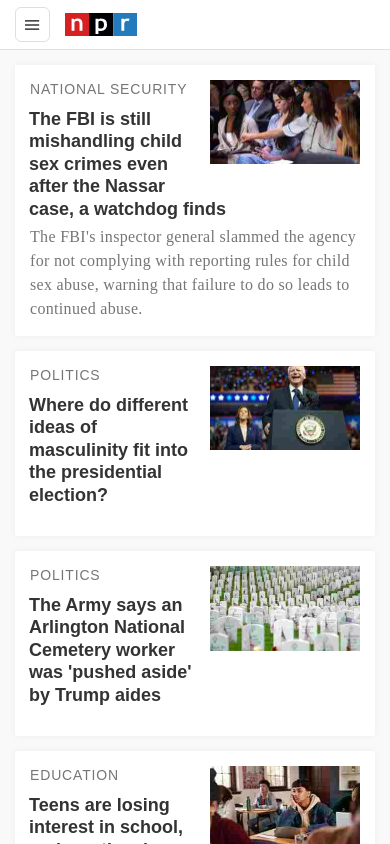 npr
NATIONAL SECURITY
The FBI is still
mishandling child
sex crimes even
after the Nassar
case, a watchdog finds
The FBI's inspector general slammed the agency
for not complying with reporting rules for child
sex abuse, warning that failure to do so leads to
continued abuse.
POLITICS
Where do different
ideas of
masculinity fit into
the presidential
election?
POLITICS
The Army says an
Arlington National
Cemetery worker
was 'pushed aside'
by Trump aides
EDUCATION
Teens are losing
interest in school,